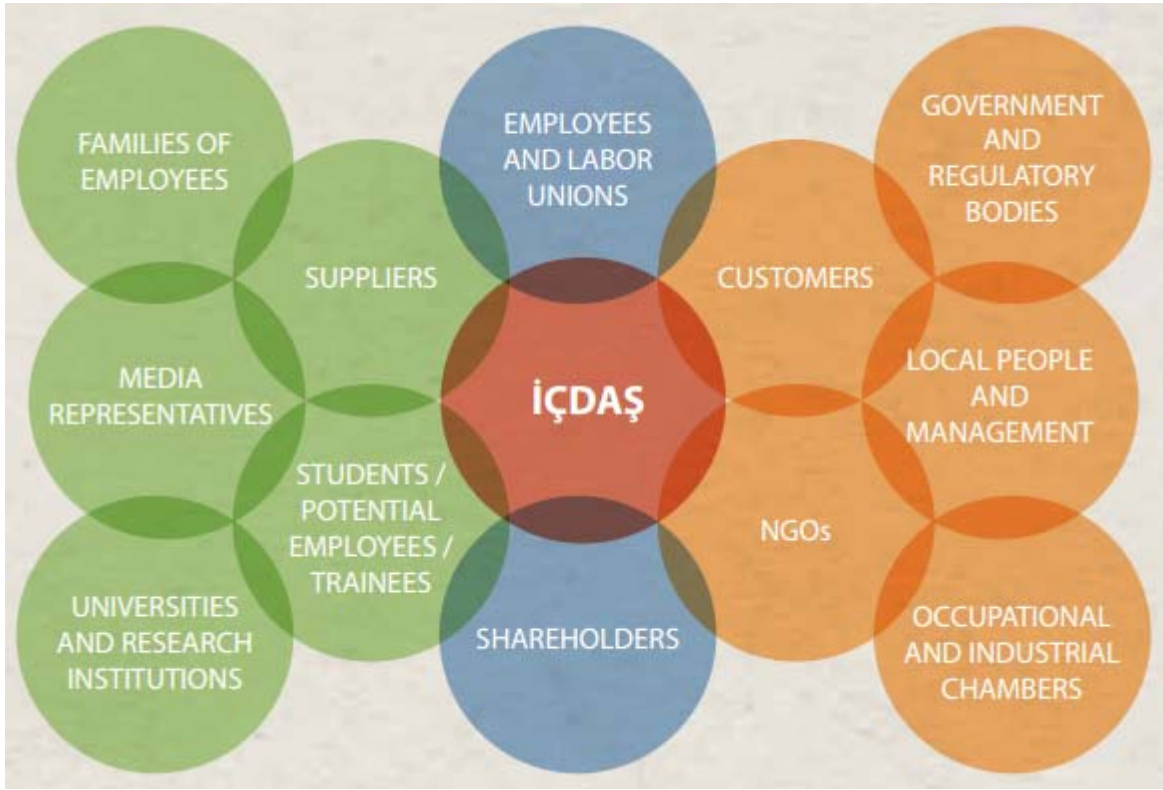 FAMILIES OF
EMPLOYEES
SUPPLIERS
MEDIA
REPRESENTATIVES
STUDENTS /
POTENTIAL
EMPLOYEES /
TRAINEES
UNIVERSITIES
AND RESEARCH
INSTITUTIONS
EMPLOYEES
AND LABOR
UNIONS
İÇDAŞ
SHAREHOLDERS
CUSTOMERS
NGOs
GOVERNMENT
AND
REGULATORY
BODIES
LOCAL PEOPLE
AND
MANAGEMENT
OCCUPATIONAL
AND INDUSTRIAL
CHAMBERS